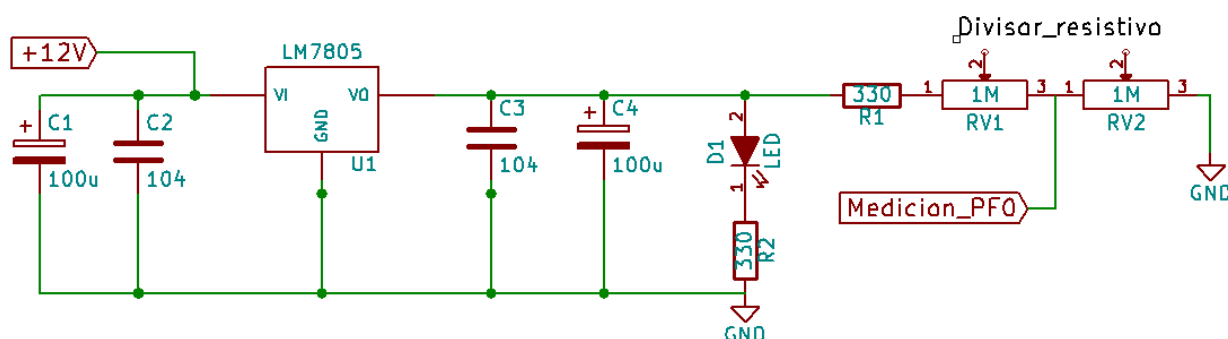 Divisor_resistivo
+12V
LM7805
VI
VO
GND
U1
C1
100u
C2
104
C3
104
C4
100u
2
D1
LED
1
330
R2
GND
330
R1
1
2
3
1M
RV1
1
2
3
1M
RV2
GND
Medicion_PF0